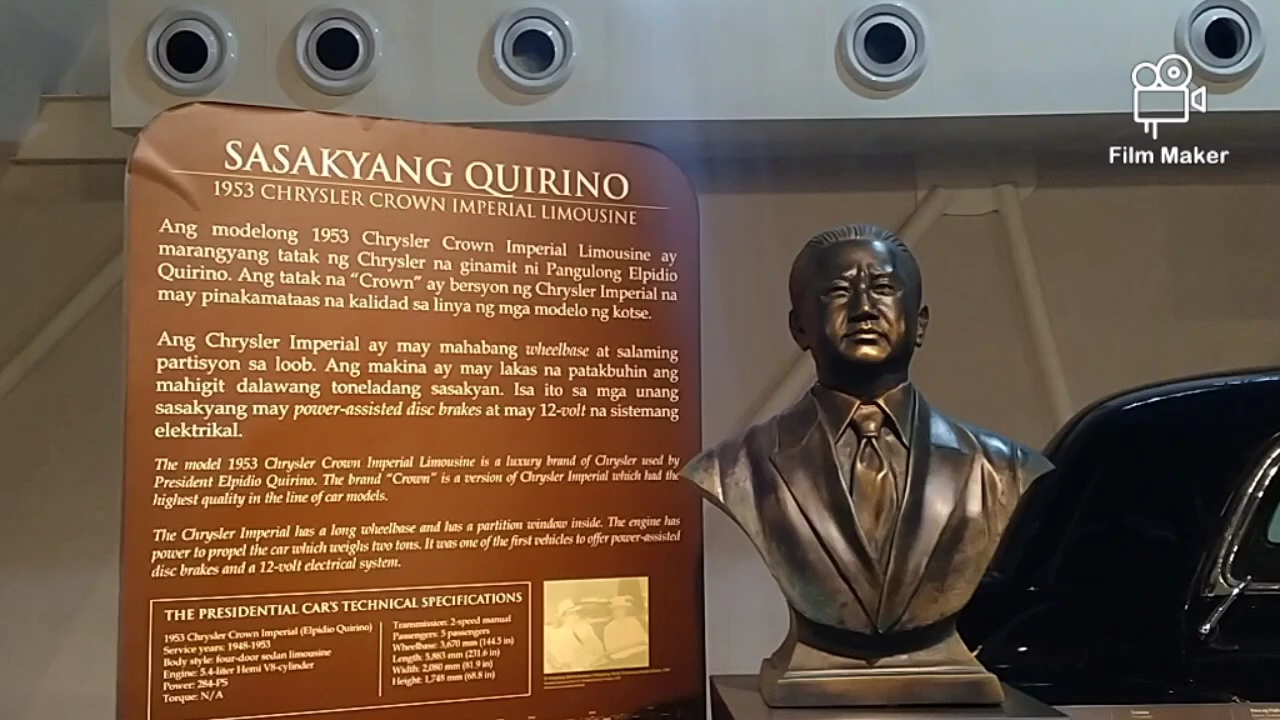 SASAKYANG QUIRINO
1953 CHRYSLER CROWN IMPERIAL LIMOUSINE
Ang modelong 1953 Chrysler Crown Imperial Limousine ay
marangyang tatak ng Chrysler na ginamit ni Pangulong Elpidio
Quirino. Ang tatak na “Crown” ay bersyon ng Chrysler Imperial na
may pinakamataas na kalidad sa linya ng mga modelo ng kotse.
Ang Chrysler Imperial ay may mahabang wheelbase at salaming
partisyon sa loob. Ang makina ay may lakas na patakbuhin ang
mahigit dalawang toneladang sasakyan. Isa ito sa mga unang
sasakyang may power-assisted disc brakes at may 12-volt na sistemang
elektrikal.
The model 1953 Chrysler Crown Imperial Limousine is a luxury brand of Chrysler used by
President Elpidio Quirino. The brand “Crown” is a version of Chrysler Imperial which had the
highest quality in the line of car models.
The Chrysler Imperial has a long wheelbase and has a partition window inside. The engine has
power to propel the car which weighs two tons. It was one of the first vehicles to offer power-assisted
disc brakes and a 12-volt electrical system.
THE PRESIDENTIAL CAR'S TECHNICAL SPECIFICATIONS
1953 Chrysler Crown Imperial (Elpidio Quirino)
Service years: 1948-1953
Body style: four-door sedan limousine
Engine: 5.4-liter Hemi V8-cylinder
Power: 284-PS
Torque: N/A
Transmission: 2-speed manual
Passengers: 5 passengers
Wheelbase: 3,670 mm (144.5 in)
Length: 5,883 mm (231.6 in)
Width: 2,080 mm (81.9 in)
Height: 1,748 mm (68.8 in)
Film Maker